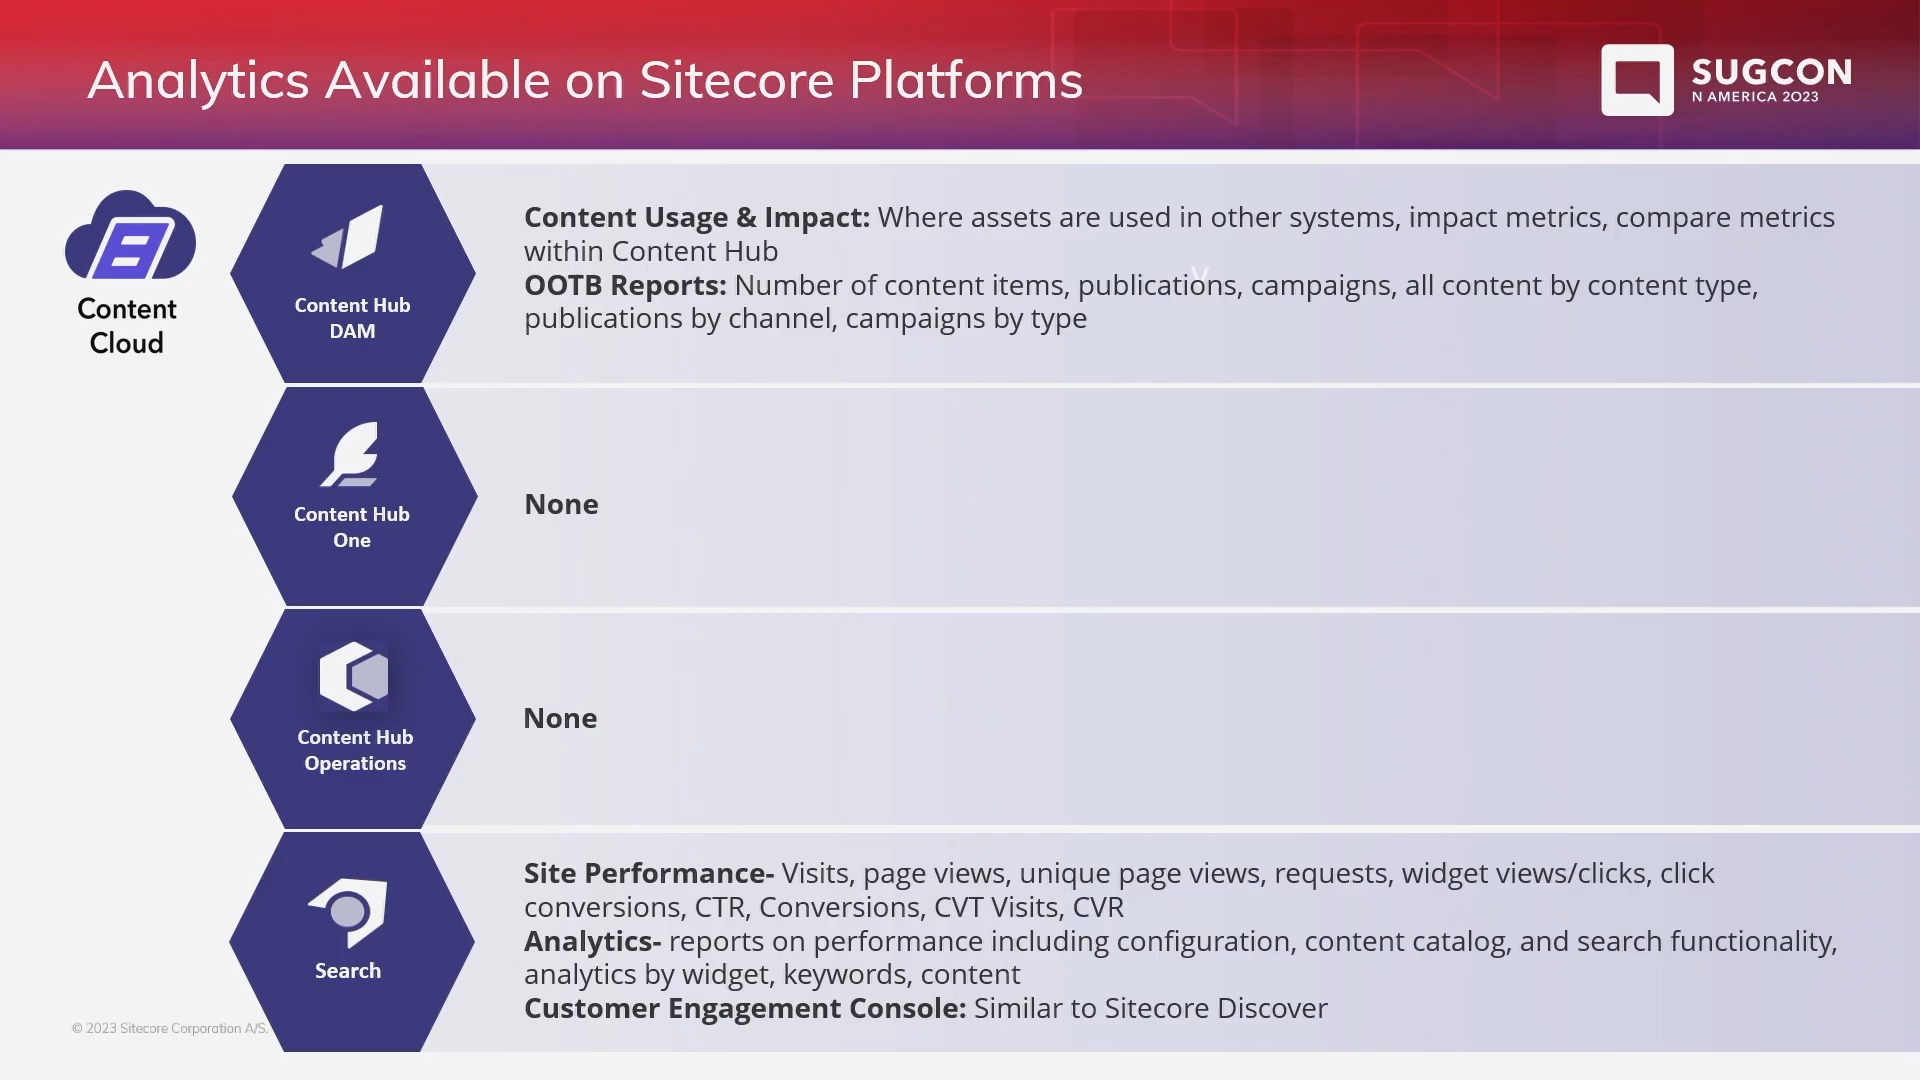 Analytics Available on Sitecore Platforms
SUGCON
N AMERICA 2023
Content
Cloud
Content Hub
DAM
Content Usage & Impact: Where assets are used in other systems, impact metrics, compare metrics
within Content Hub
OOTB Reports: Number of content items, publications, campaigns, all content by content type,
publications by channel, campaigns by type
Content Hub
One
None
Content Hub
Operations
None
Search
Site Performance- Visits, page views, unique page views, requests, widget views/clicks, click
conversions, CTR, Conversions, CVT Visits, CVR
Analytics- reports on performance including configuration, content catalog, and search functionality,
analytics by widget, keywords, content
Customer Engagement Console: Similar to Sitecore Discover
© 2023 Sitecore Corporation A/S.